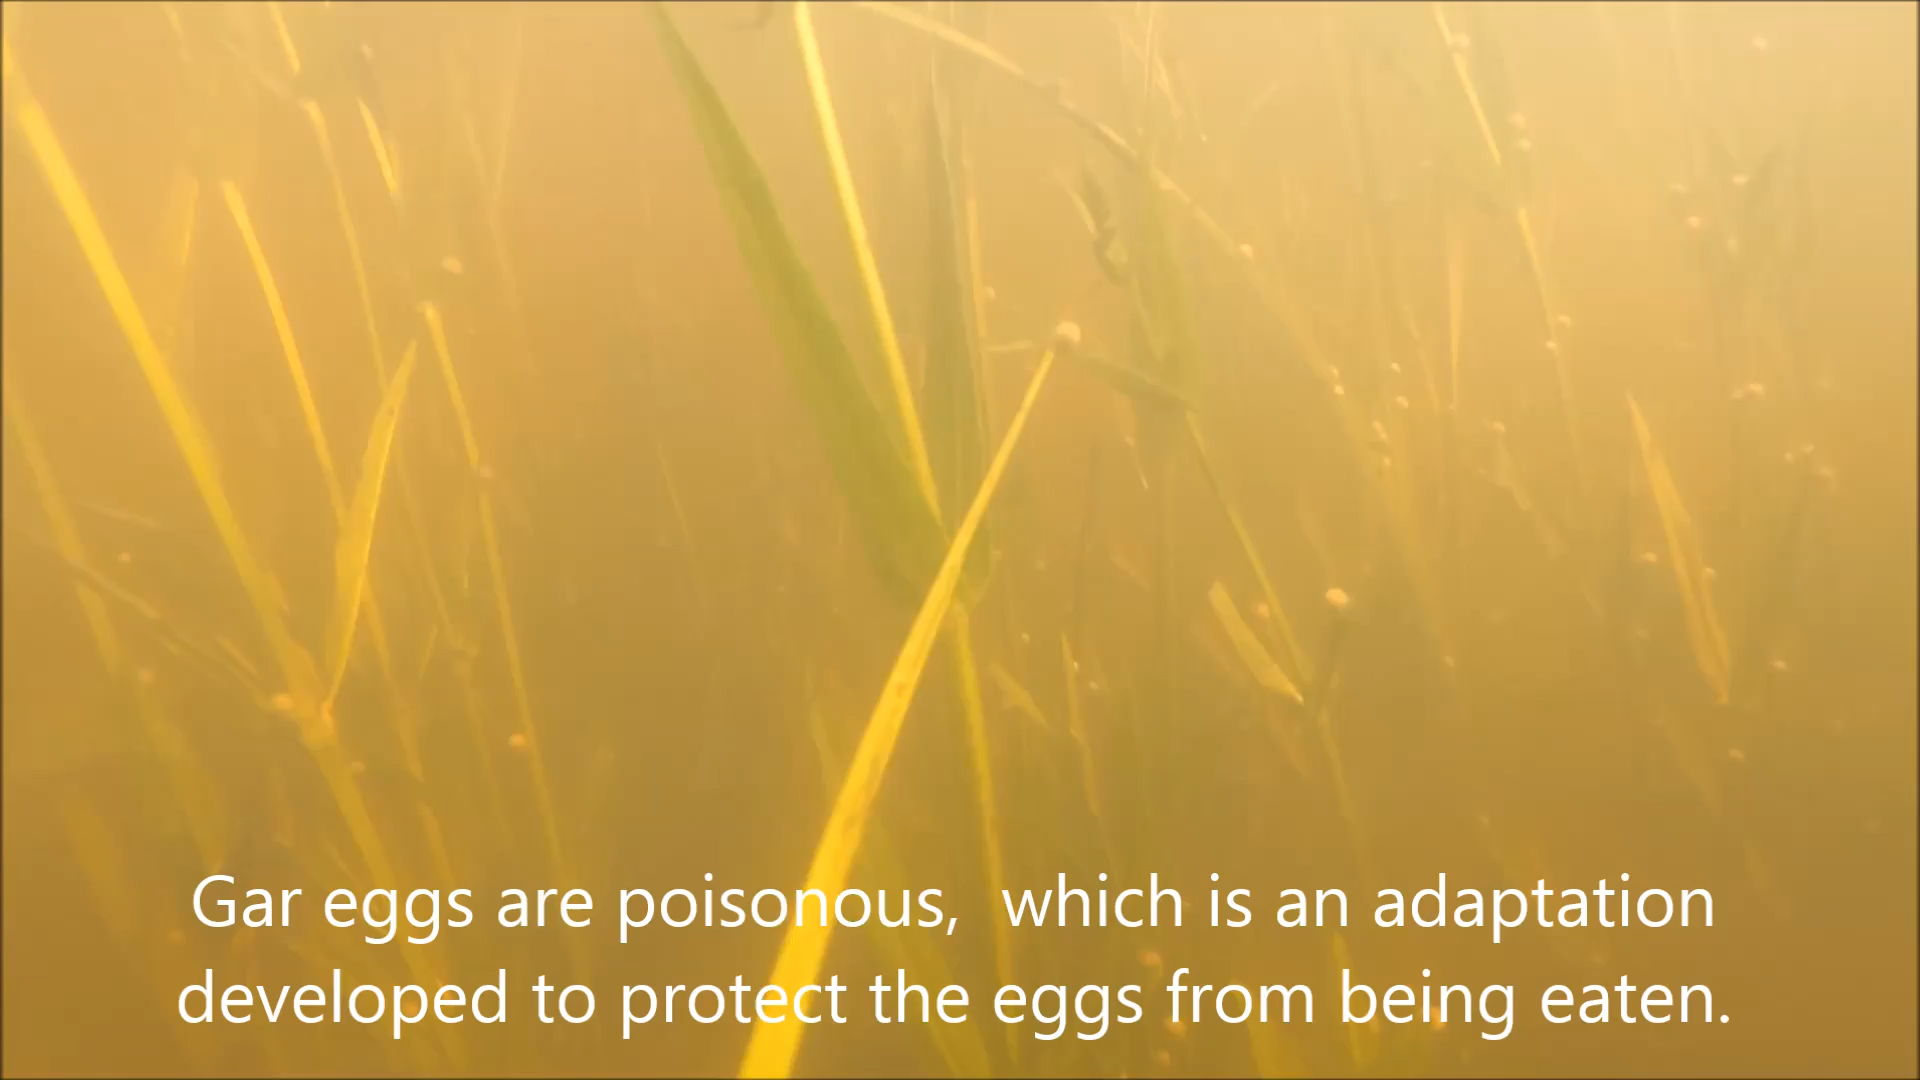 Gar eggs are poisonous,  which is an adaptation
developed to protect the eggs from being eaten.